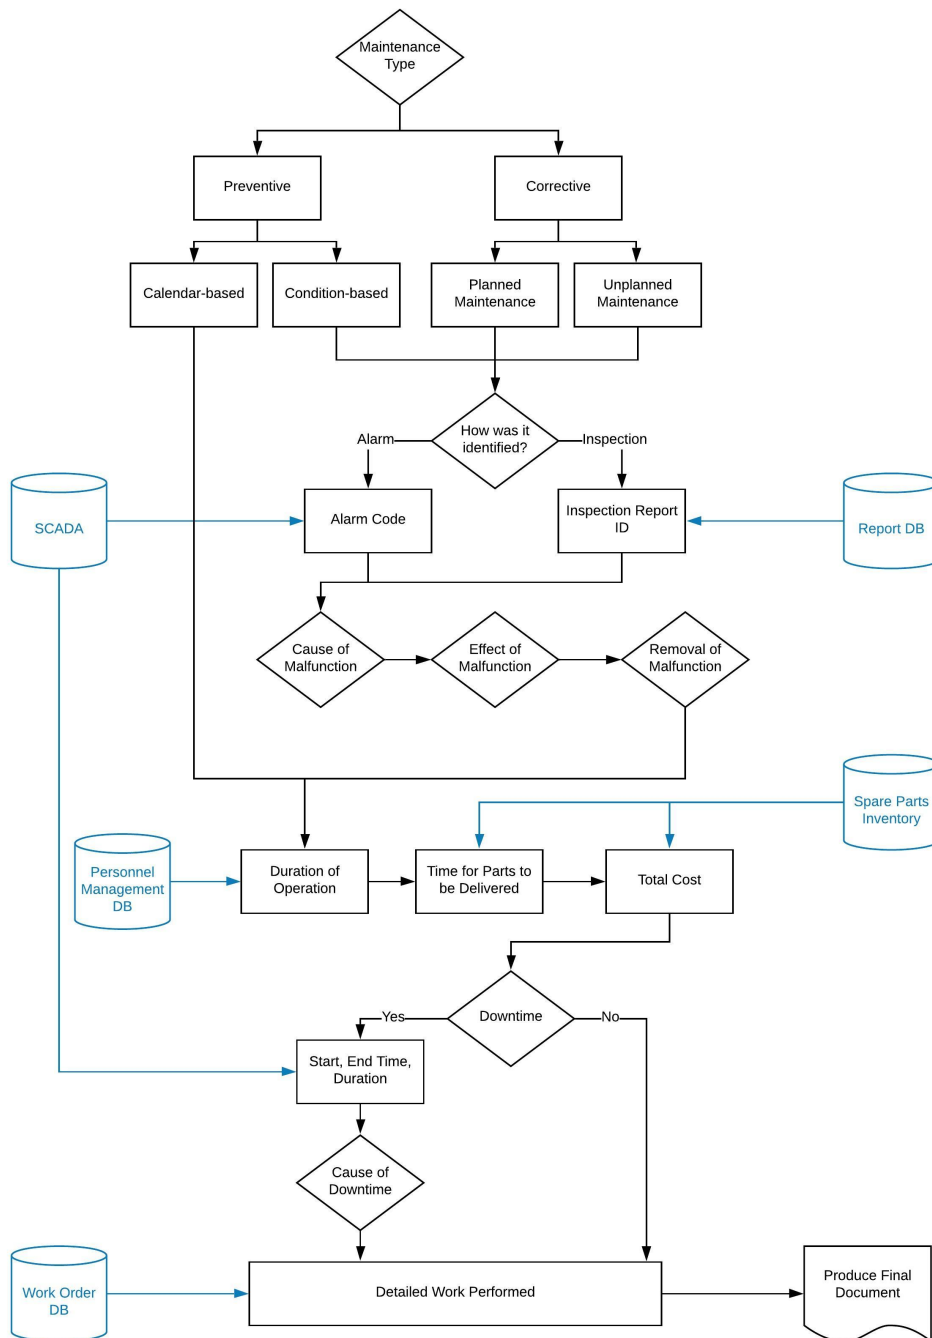 Maintenance
Type
Preventive
Corrective
Calendar-based
Condition-based
Planned
Maintenance
Unplanned
Maintenance
How was it
identified?
Alarm
Inspection
SCADA
Alarm Code
Inspection Report
ID
Report DB
Cause of
Malfunction
Effect of
Malfunction
Removal of
Malfunction
Spare Parts
Inventory
Personnel
Management
DB
Duration of
Operation
Time for Parts to
be Delivered
Total Cost
Downtime
Yes
No
Start, End Time,
Duration
Cause of
Downtime
Work Order
DB
Detailed Work Performed
Produce Final
Document